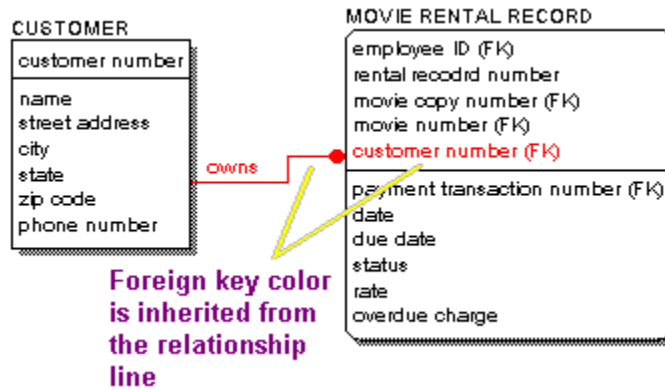 CUSTOMER
customer number
name
street address
city
state
zip code
phone number
owns
MOVIE RENTAL RECORD
employee ID (FK)
rental recodrd number
movie copy number (FK)
movie number (FK)
customer number (FK)
payment transaction number (FK)
date
due date
status
rate
overdue charge
Foreign key color
is inherited from
the relationship
line